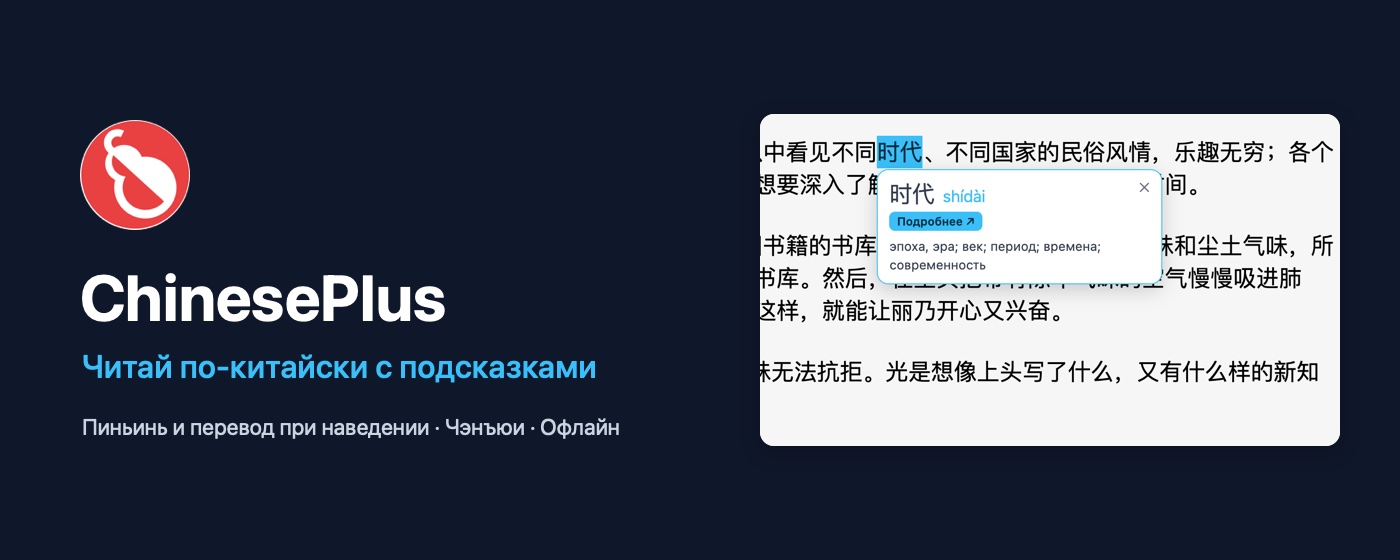 ChinesePlus
Читай по-китайски с подсказками
Пиньинь и перевод при наведении · Чэнъюи · Офлайн
中看见不同时代、不同国家的民俗风情，乐趣无穷；各个
想要深入了解
间。
时代 shídài
Подробнее ↗
эпоха, эра; век; период; времена;
современность
书籍的书库
味和尘土气味，所
书库。然后，
气慢慢吸进肺
这样，就能让丽乃开心又兴奋。
味无法抗拒。光是想像上头写了什么，又有什么样的新知